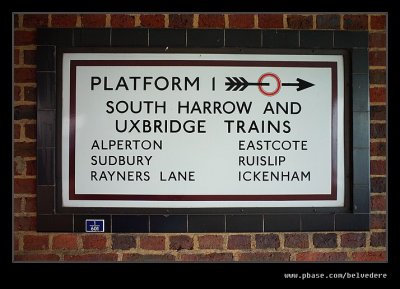 PLATFORM 1
SOUTH HARROW AND
UXBRIDGE TRAINS
ALPERTON EASTCOTE
SUDBURY RUISLIP
RAYNERS LANE ICKENHAM
www.pbase.com/belvedere